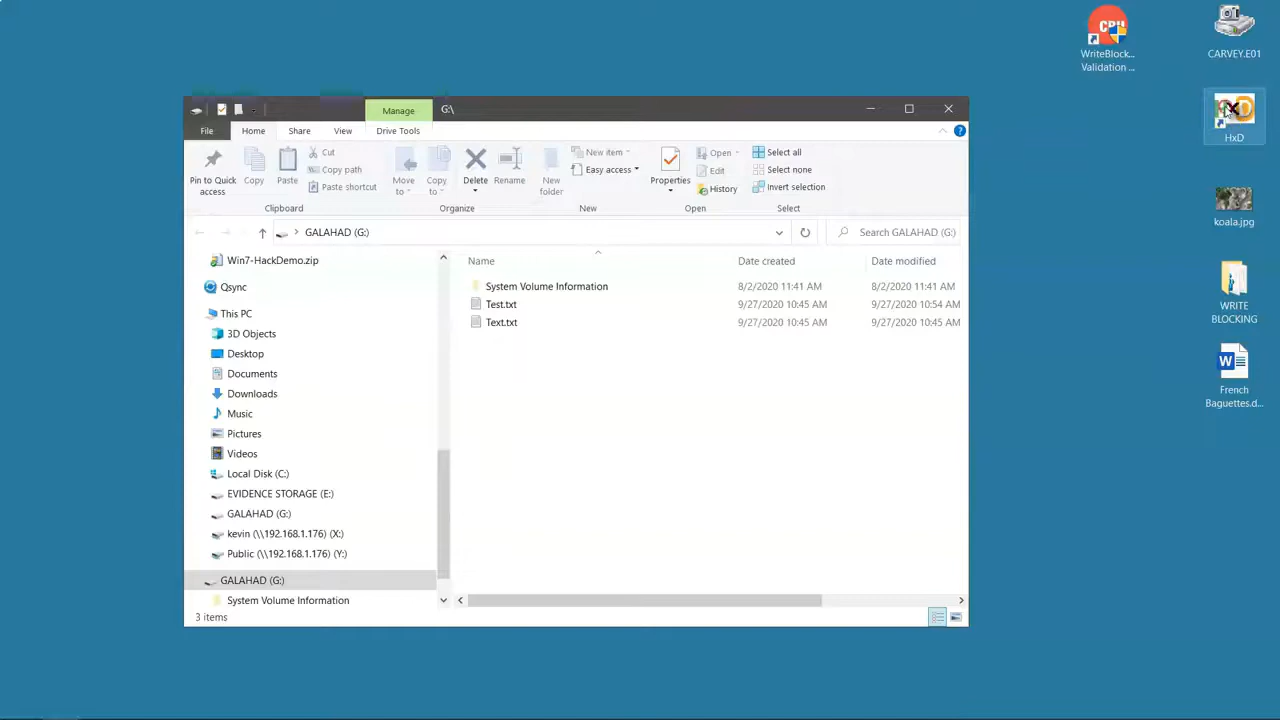 Manage
G:\
File
Home
Share
View
Drive Tools
Pin to Quick
access
Copy
Paste
Cut
Copy path
Paste shortcut
Clipboard
Move
to
Copy
to
Delete
Rename
Organize
New
folder
New item
Easy access
New
Properties
Open
Edit
History
Open
Select all
Select none
Invert selection
Select
GALAHAD (G:)
Search GALAHAD (G:)
Win7-HackDemo.zip
Qsync
This PC
3D Objects
Desktop
Documents
Downloads
Music
Pictures
Videos
Local Disk (C:)
EVIDENCE STORAGE (E:)
GALAHAD (G:)
kevin (\\192.168.1.176) (X:)
Public (\\192.168.1.176) (Y:)
GALAHAD (G:)
System Volume Information
Name Date created Date modified
System Volume Information 8/2/2020 11:41 AM 8/2/2020 11:41 AM
Test.txt 9/27/2020 10:45 AM 9/27/2020 10:54 AM
Text.txt 9/27/2020 10:45 AM 9/27/2020 10:45 AM
3 items
CRU
WriteBlock...
Validation ...
CARVEY.E01
HxD
koala.jpg
WRITE
BLOCKING
W
French
Baguettes.d...